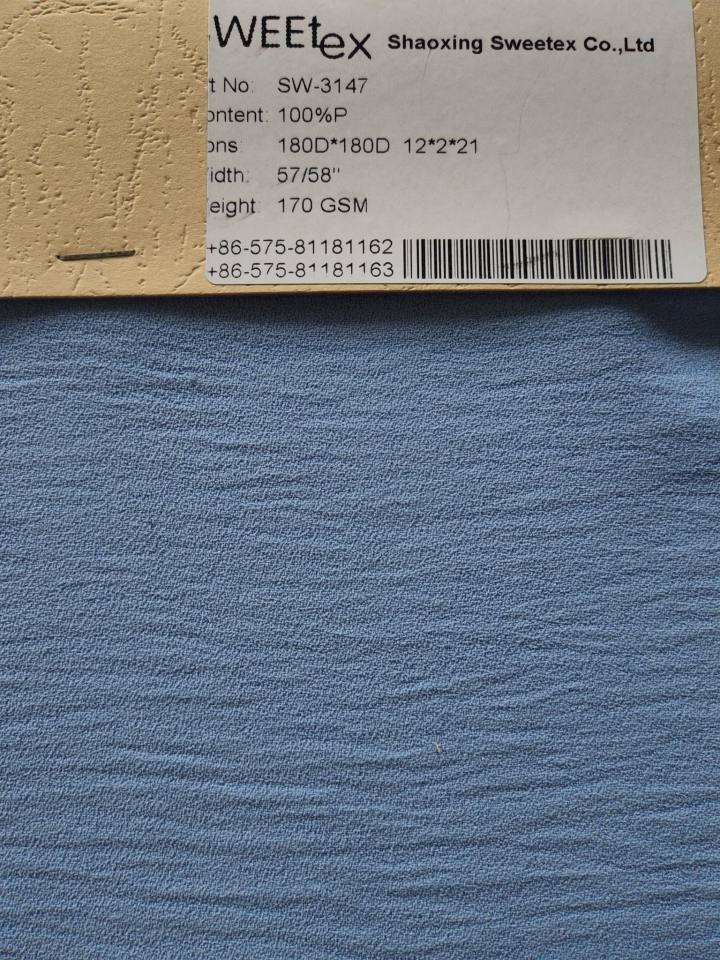 WEEtex Shaoxing Sweetex Co.,Ltd
t No: SW-3147
ontent: 100%P
ons: 180D*180D 12*2*21
idth: 57/58"
eight: 170 GSM
+86-575-81181162
+86-575-81181163